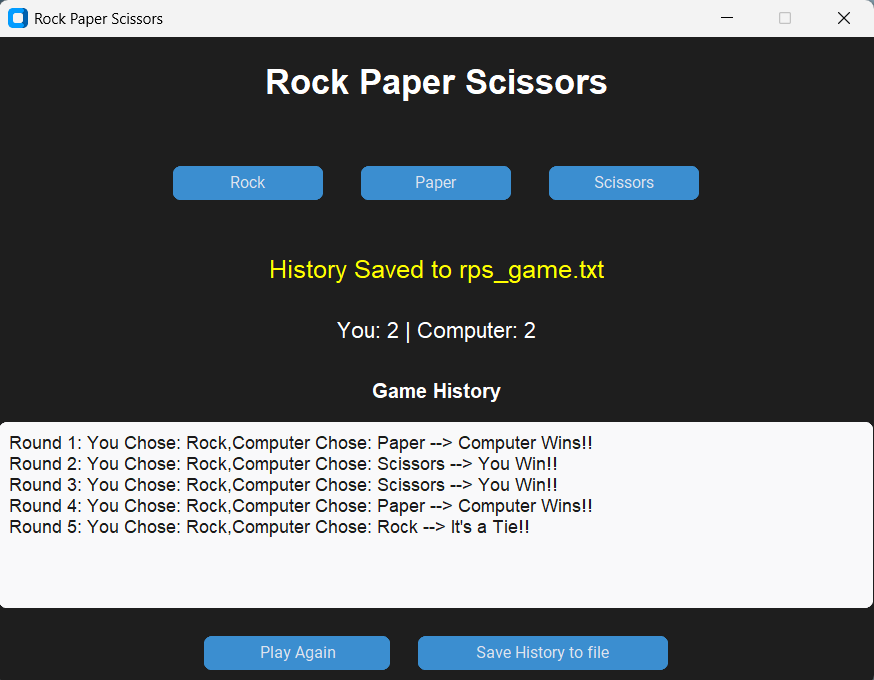 Rock Paper Scissors
Rock Paper Scissors
Rock Paper Scissors
History Saved to rps_game.txt
You: 2 | Computer: 2
Game History
Round 1: You Chose: Rock,Computer Chose: Paper --> Computer Wins!!
Round 2: You Chose: Rock,Computer Chose: Scissors --> You Win!!
Round 3: You Chose: Rock,Computer Chose: Scissors --> You Win!!
Round 4: You Chose: Rock,Computer Chose: Paper --> Computer Wins!!
Round 5: You Chose: Rock,Computer Chose: Rock --> It's a Tie!!
Play Again Save History to file